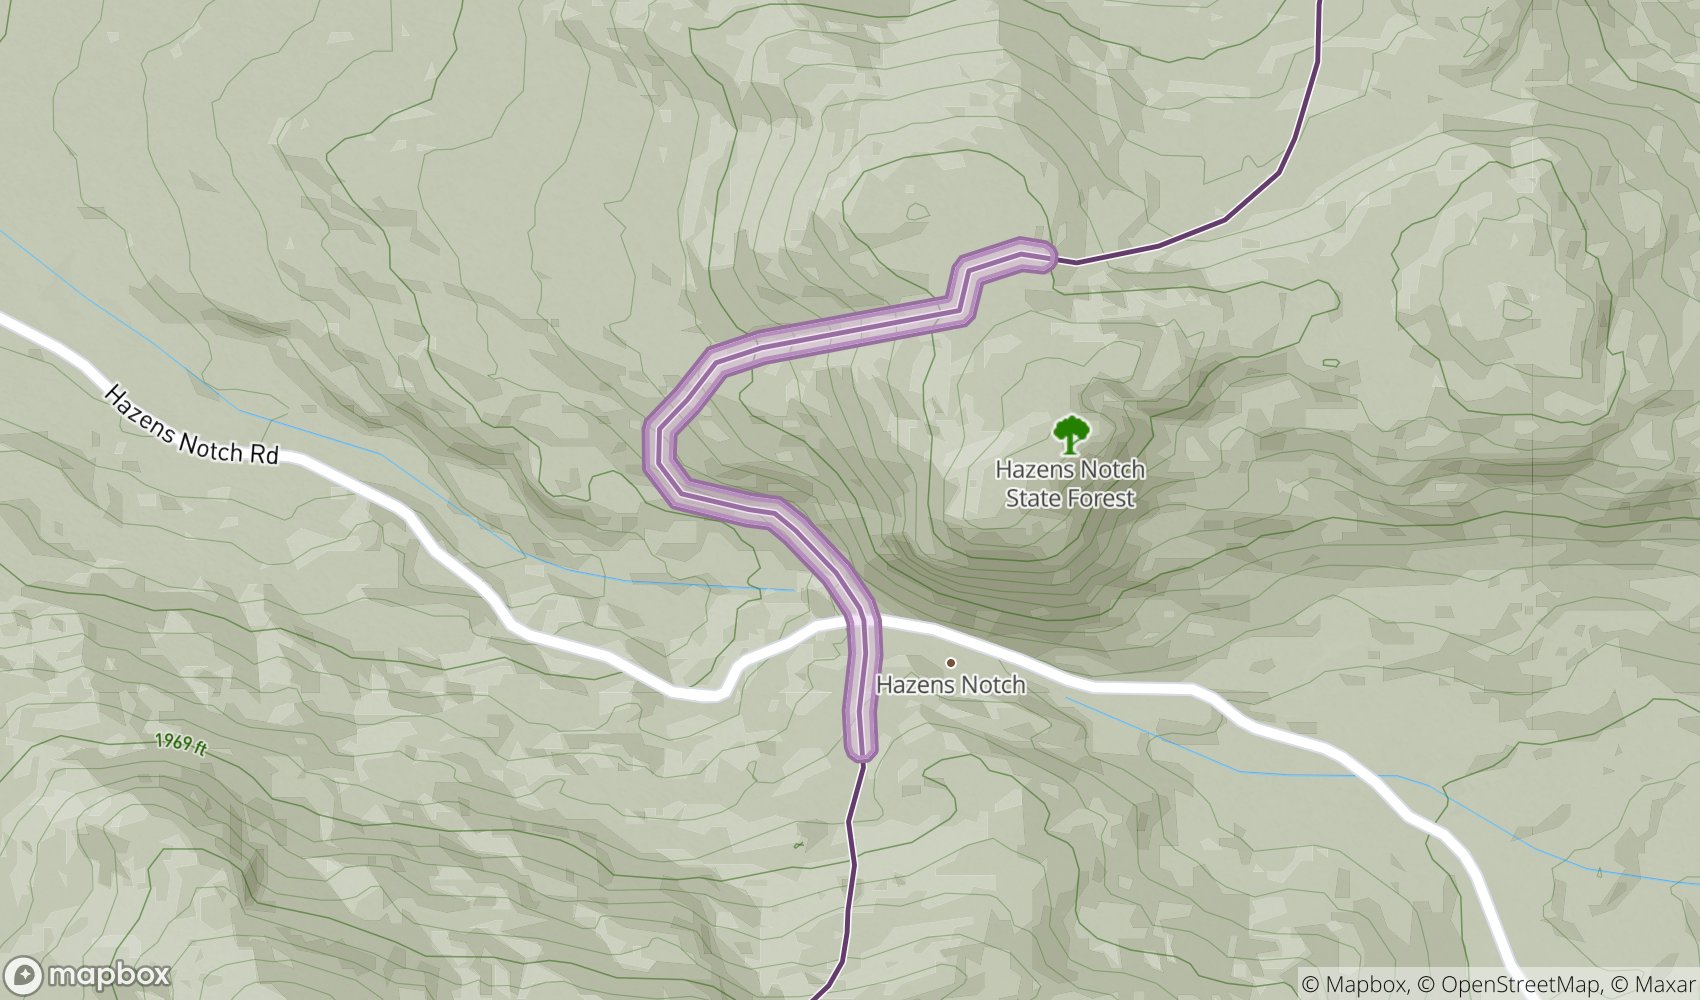 Hazens Notch Rd
Hazens Notch
State Forest
Hazens Notch
1969 ft
mapbox
© Mapbox, © OpenStreetMap, © Maxar